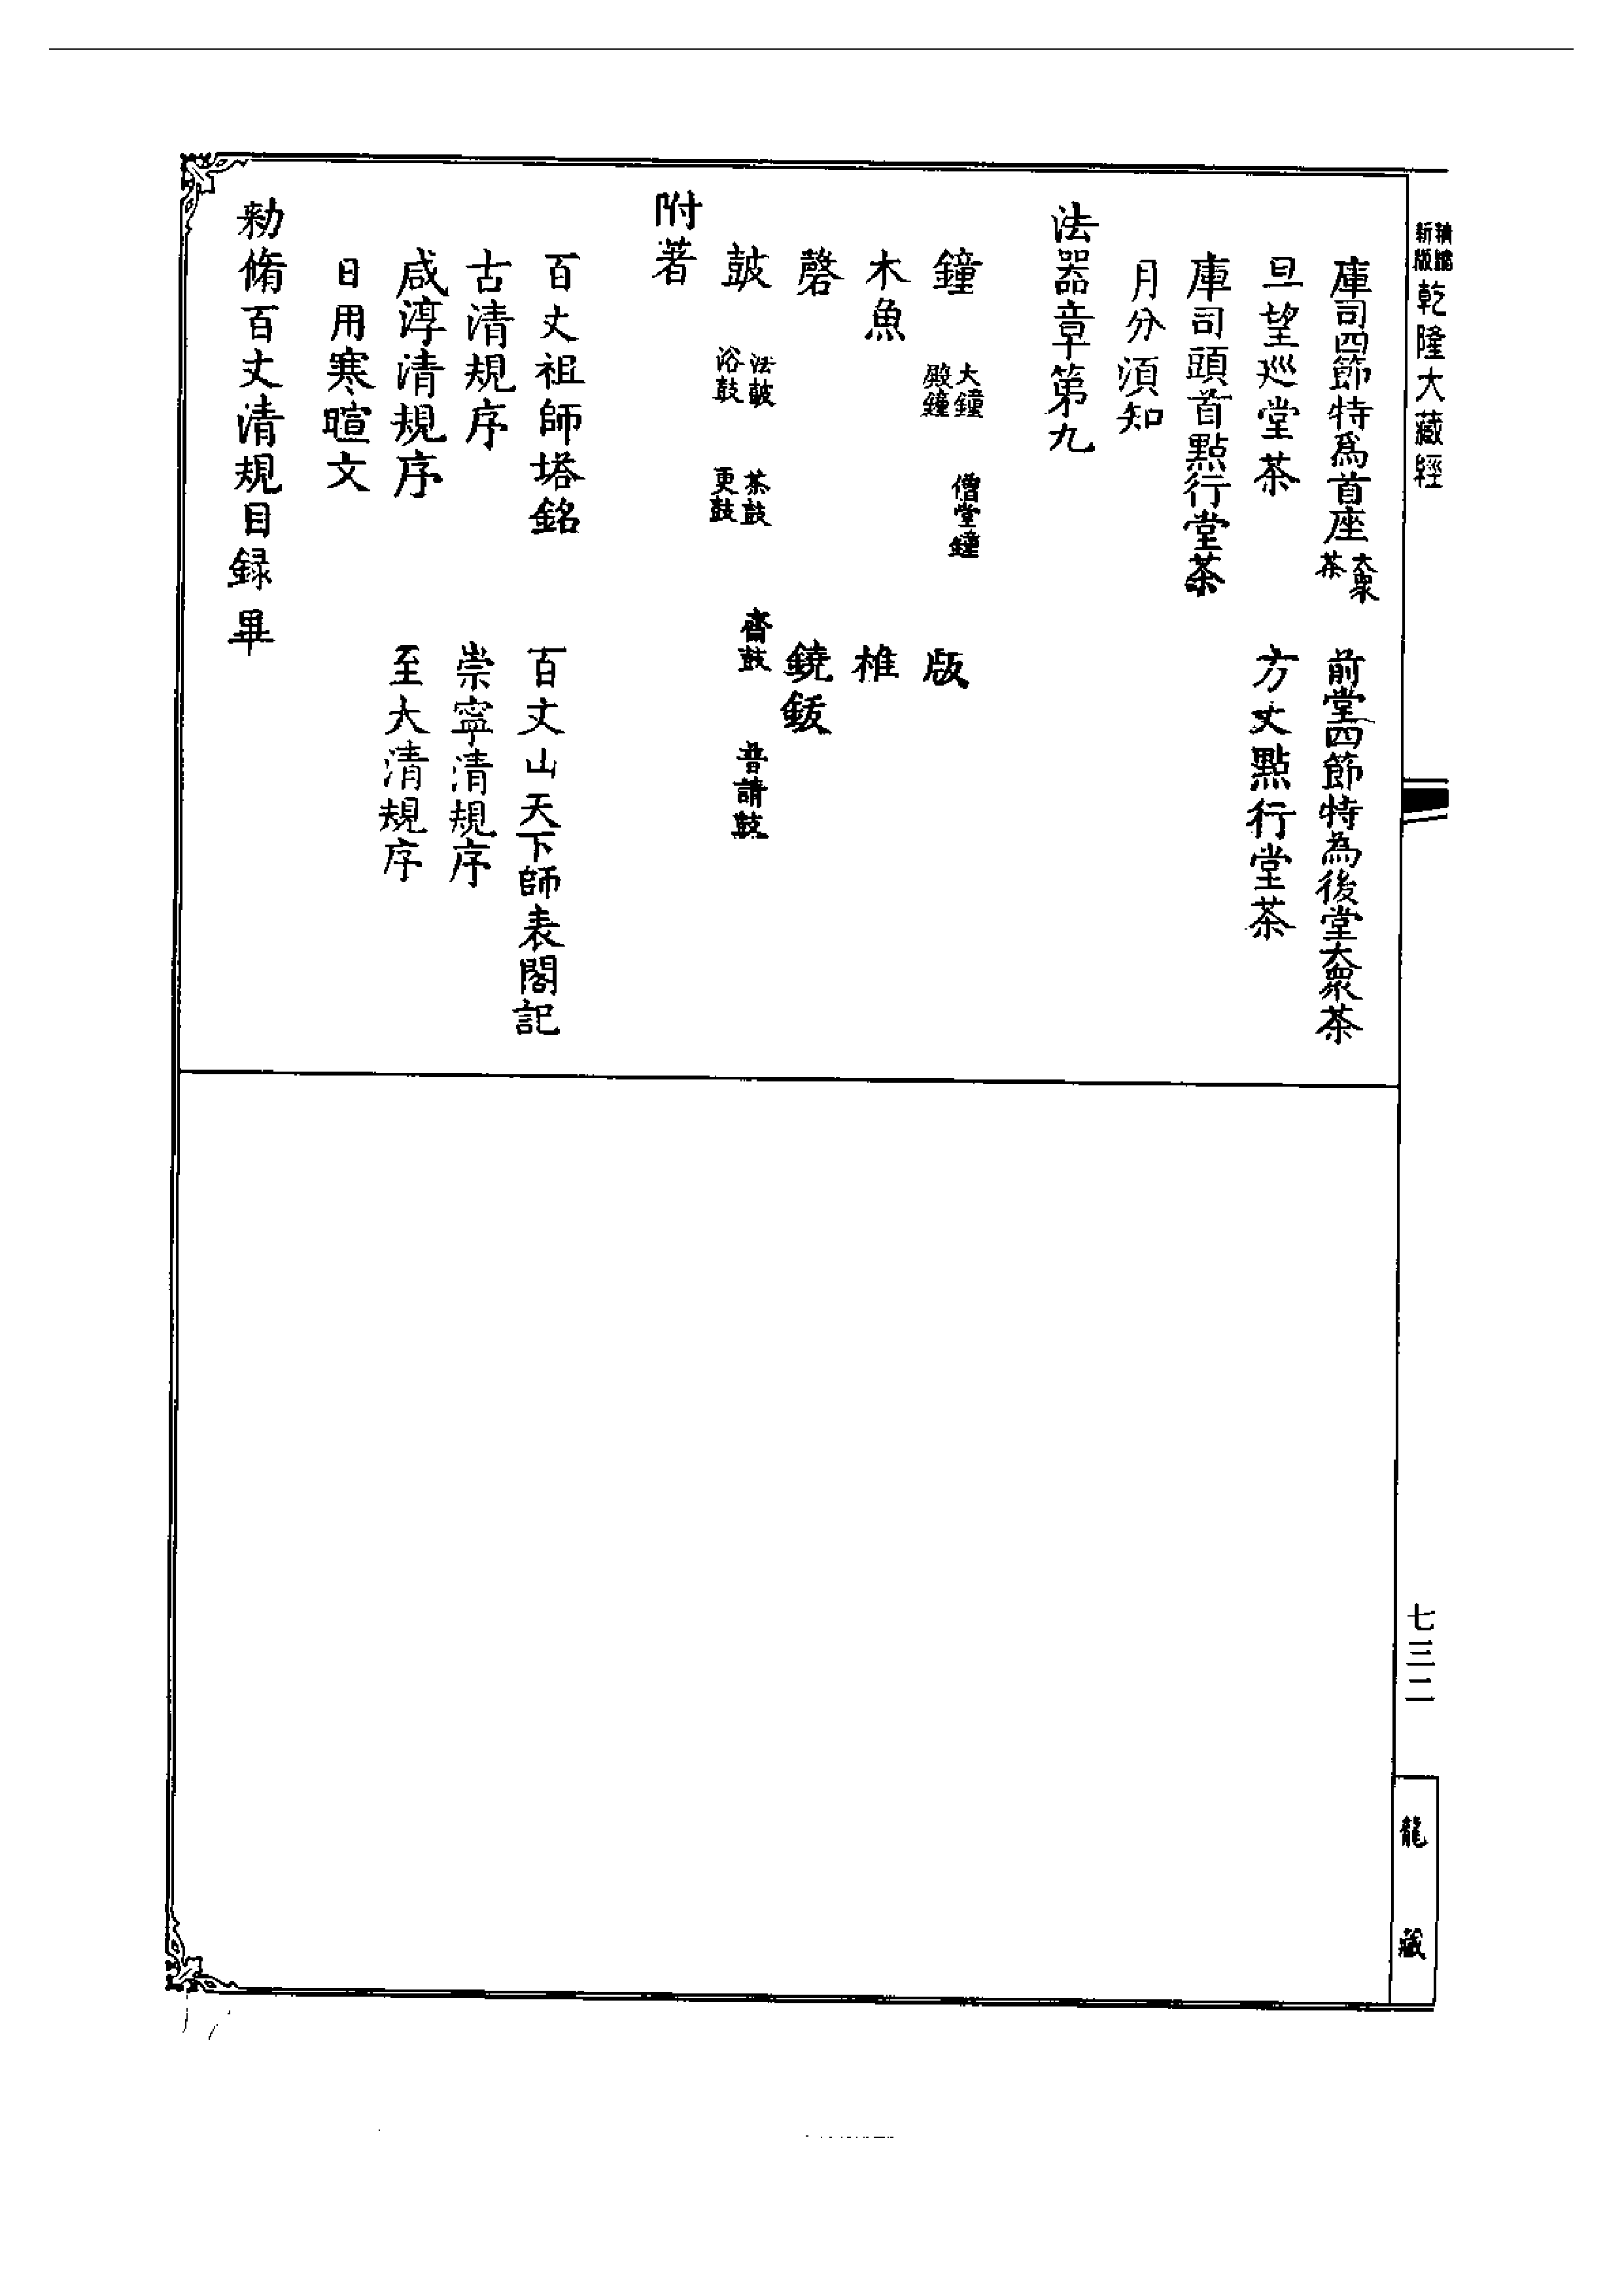 新版
精縮
乾隆大藏經
庫司四節特爲首座大衆茶　前堂四節特為後堂大衆茶
旦望巡堂茶　方丈點行堂茶
庫司頭首點行堂茶
月分須知
法器章第九
鐘　大鐘　殿鐘　僧堂鐘　版
木魚　椎
磬　鐃鈸
鼓　法鼓　浴鼓　茶鼓　更鼓　齋鼓　普請鼓
附著
百丈祖師塔銘　百丈山天下師表閣記
古清規序　崇寧清規序
咸淳清規序　至大清規序
日用寒暄文
勑脩百丈清規目録畢
七三二
龍藏